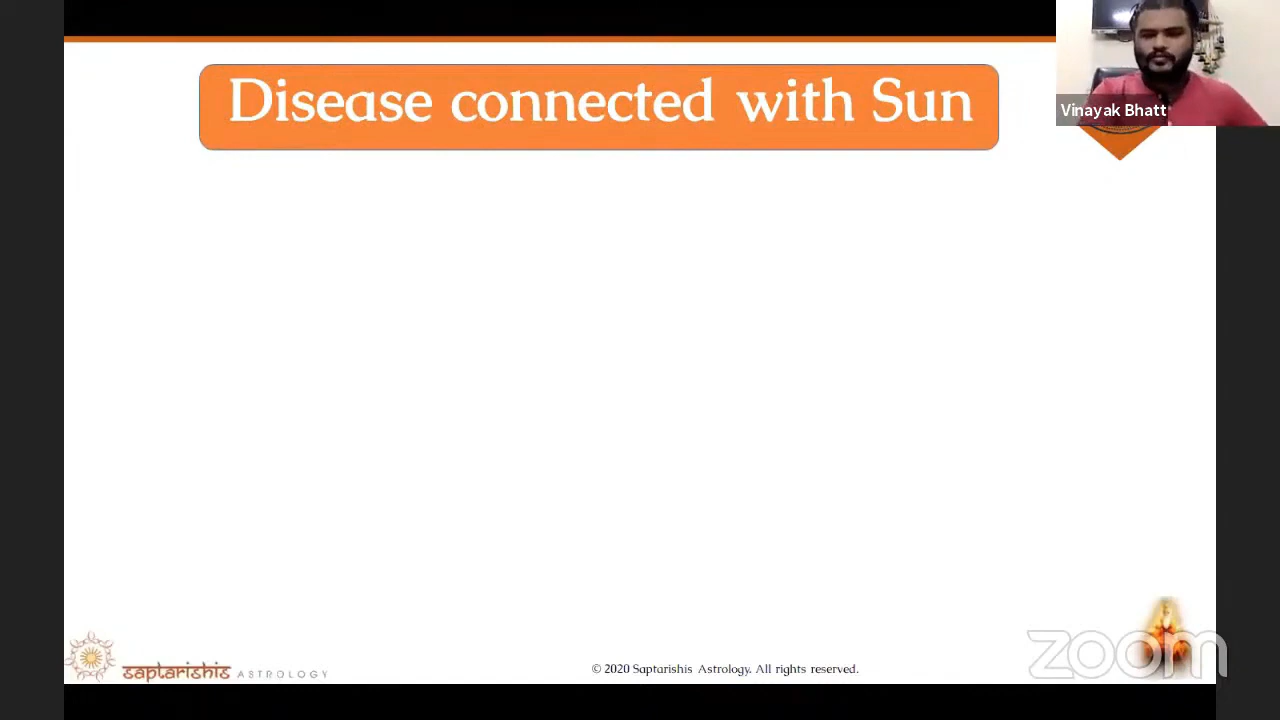 Disease connected with Sun
Vinayak Bhatt
saptarishis ASTROLOGY
© 2020 Saptarishis Astrology. All rights reserved.
zoom